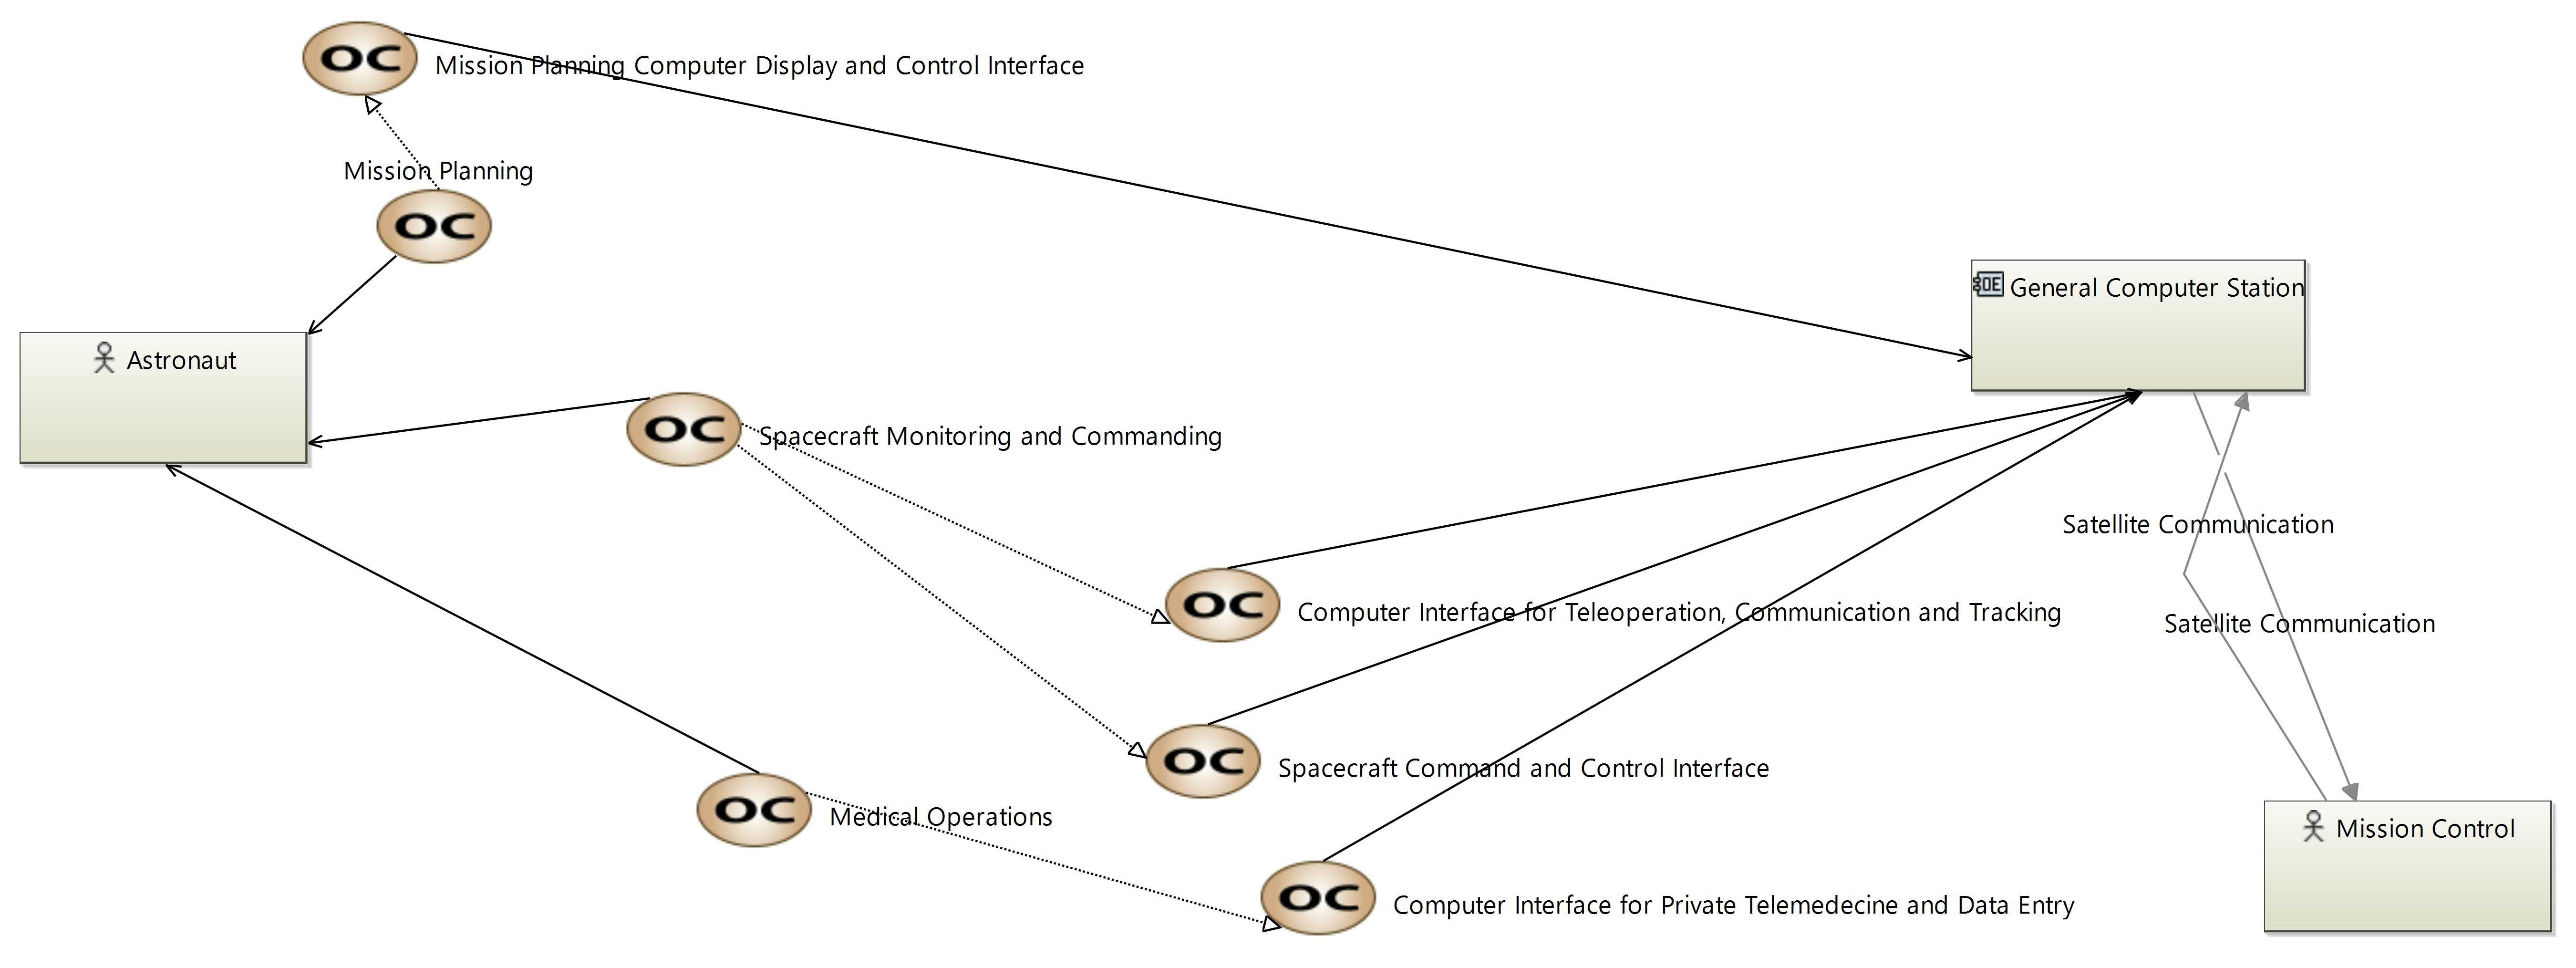 OC
Mission Planning Computer Display and Control Interface
Mission Planning
OC
OE General Computer Station
Astronaut
OC
Spacecraft Monitoring and Commanding
Satellite Communication
OC
Computer Interface for Teleoperation, Communication and Tracking
Satellite Communication
OC
Spacecraft Command and Control Interface
OC
Medical Operations
Mission Control
OC
Computer Interface for Private Telemedecine and Data Entry